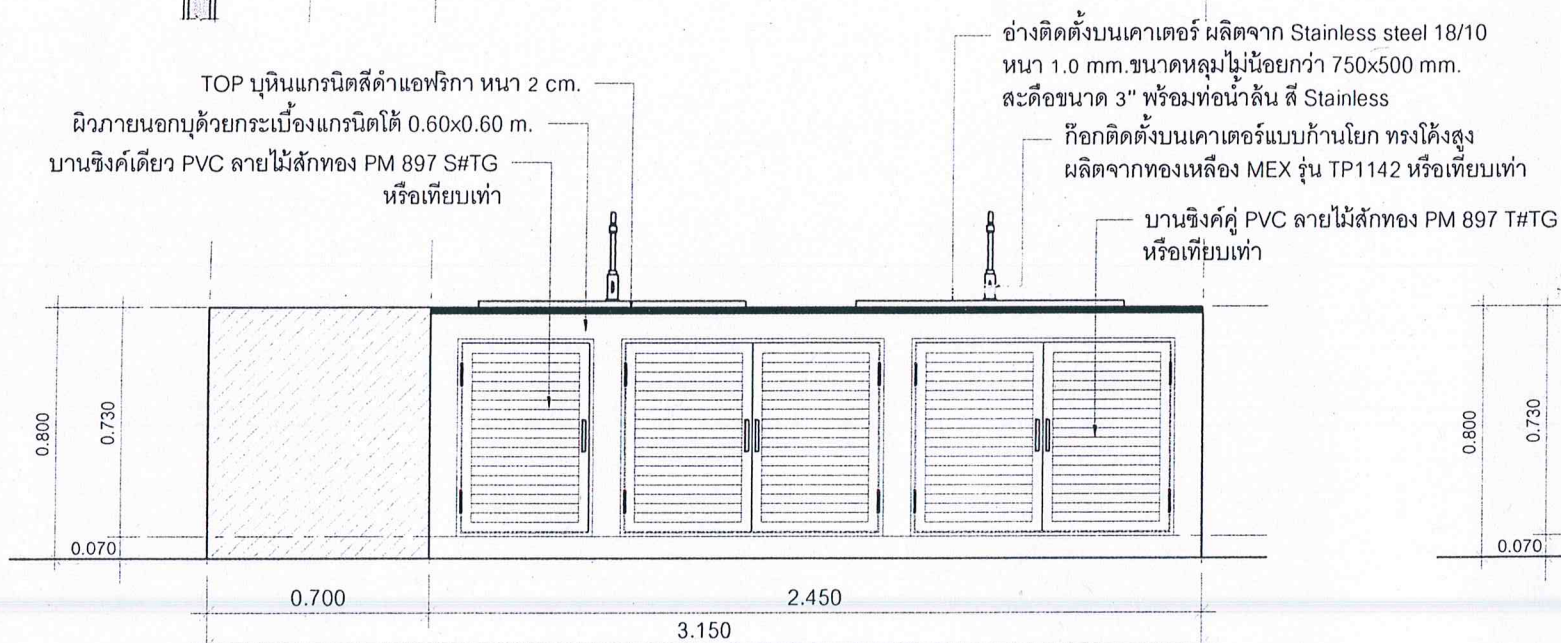 TOP บุหินแกรนิตสีดำแอฟริกา หนา 2 cm.
ผิวภายนอกบุด้วยกระเบื้องแกรนิตโต้ 0.60x0.60 m.
บานซิงค์เดียว PVC ลายไม้สักทอง PM 897 S#TG
หรือเทียบเท่า
อ่างติดตั้งบนเคาเตอร์ ผลิตจาก Stainless steel 18/10
หนา 1.0 mm.ขนาดหลุมไม่น้อยกว่า 750x500 mm.
สะดือขนาด 3" พร้อมท่อน้ำล้น สี Stainless
ก๊อกติดตั้งบนเคาเตอร์แบบก้านโยก ทรงโค้งสูง
ผลิตจากทองเหลือง MEX รุ่น TP1142 หรือเทียบเท่า
บานซิงค์คู่ PVC ลายไม้สักทอง PM 897 T#TG
หรือเทียบเท่า
0.800
0.730
0.070
0.800
0.730
0.070
0.700
2.450
3.150